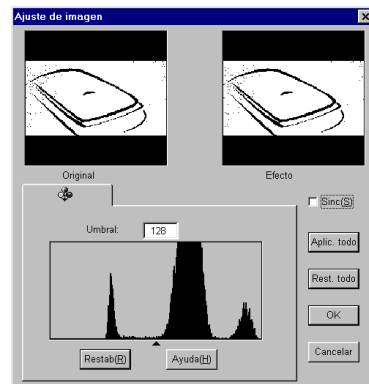 Ajuste de imagen
Original
Efecto
Sinc(S)
Umbral: 128
Aplic. todo
Rest. todo
OK
Restab(R)
Ayuda(H)
Cancelar